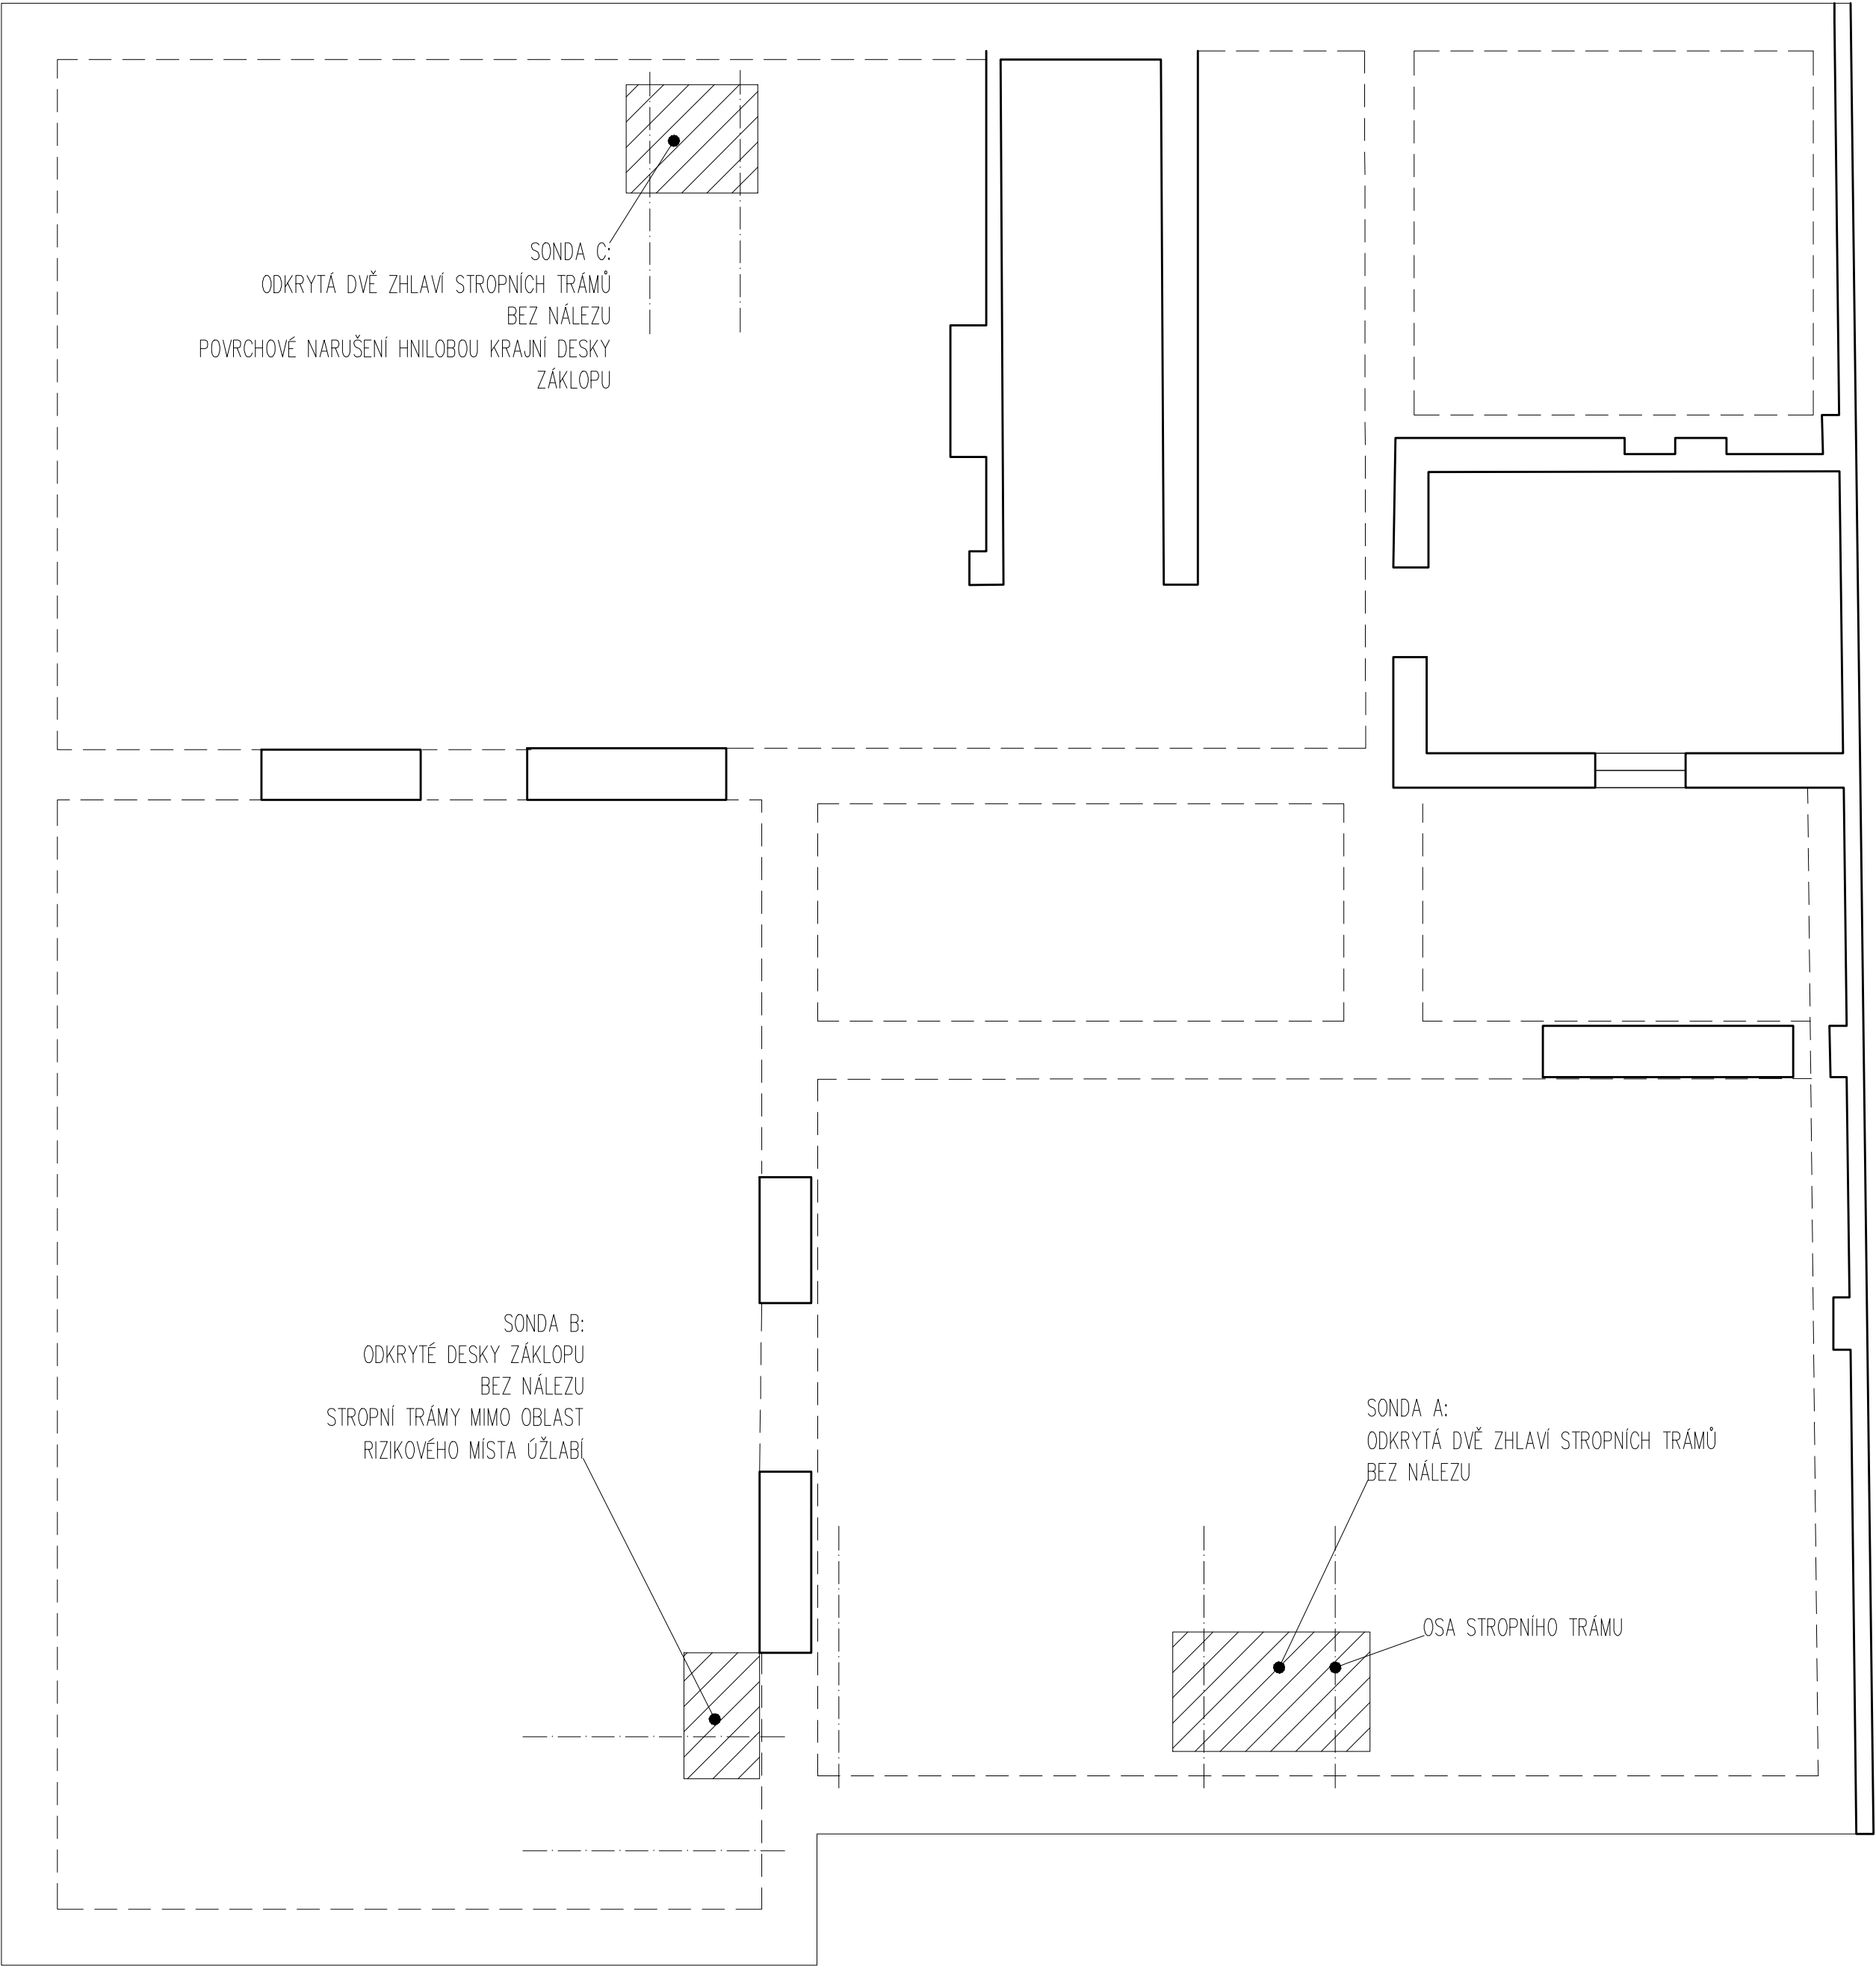 SONDA C:
ODKRYTÁ DVĚ ZHLAVÍ STROPNÍCH TRÁMŮ
BEZ NÁLEZU
POVRCHOVÉ NARUŠENÍ HNILOBOU KRAJNÍ DESKY
ZÁKLOPU
SONDA B:
ODKRYTÉ DESKY ZÁKLOPU
BEZ NÁLEZU
STROPNÍ TRÁMY MIMO OBLAST
RIZIKOVÉHO MÍSTA ÚŽLABÍ
SONDA A:
ODKRYTÁ DVĚ ZHLAVÍ STROPNÍCH TRÁMŮ
BEZ NÁLEZU
OSA STROPNÍHO TRÁMU